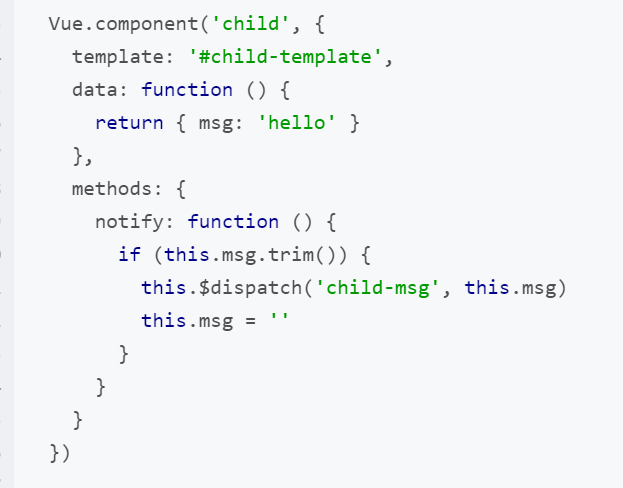 Vue.component('child', {
  template: '#child-template',
  data: function () {
    return { msg: 'hello' }
  },
  methods: {
    notify: function () {
      if (this.msg.trim()) {
        this.$dispatch('child-msg', this.msg)
        this.msg = ''
      }
    }
  }
})